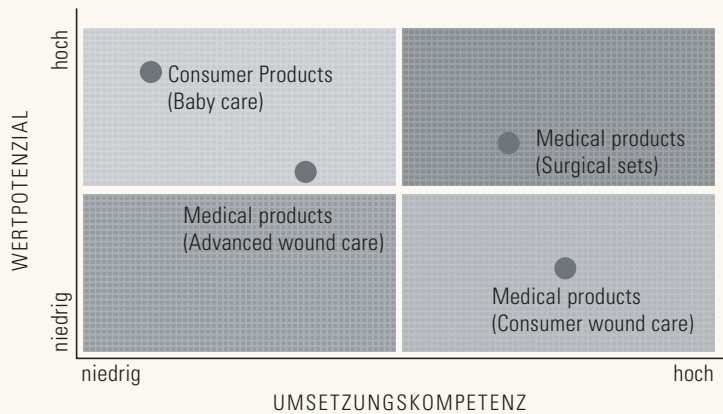 WERTPOTENZIAL
hoch
niedrig
Consumer Products
(Baby care)
Medical products
(Surgical sets)
Medical products
(Advanced wound care)
Medical products
(Consumer wound care)
niedrig
hoch
UMSETZUNGSKOMPETENZ